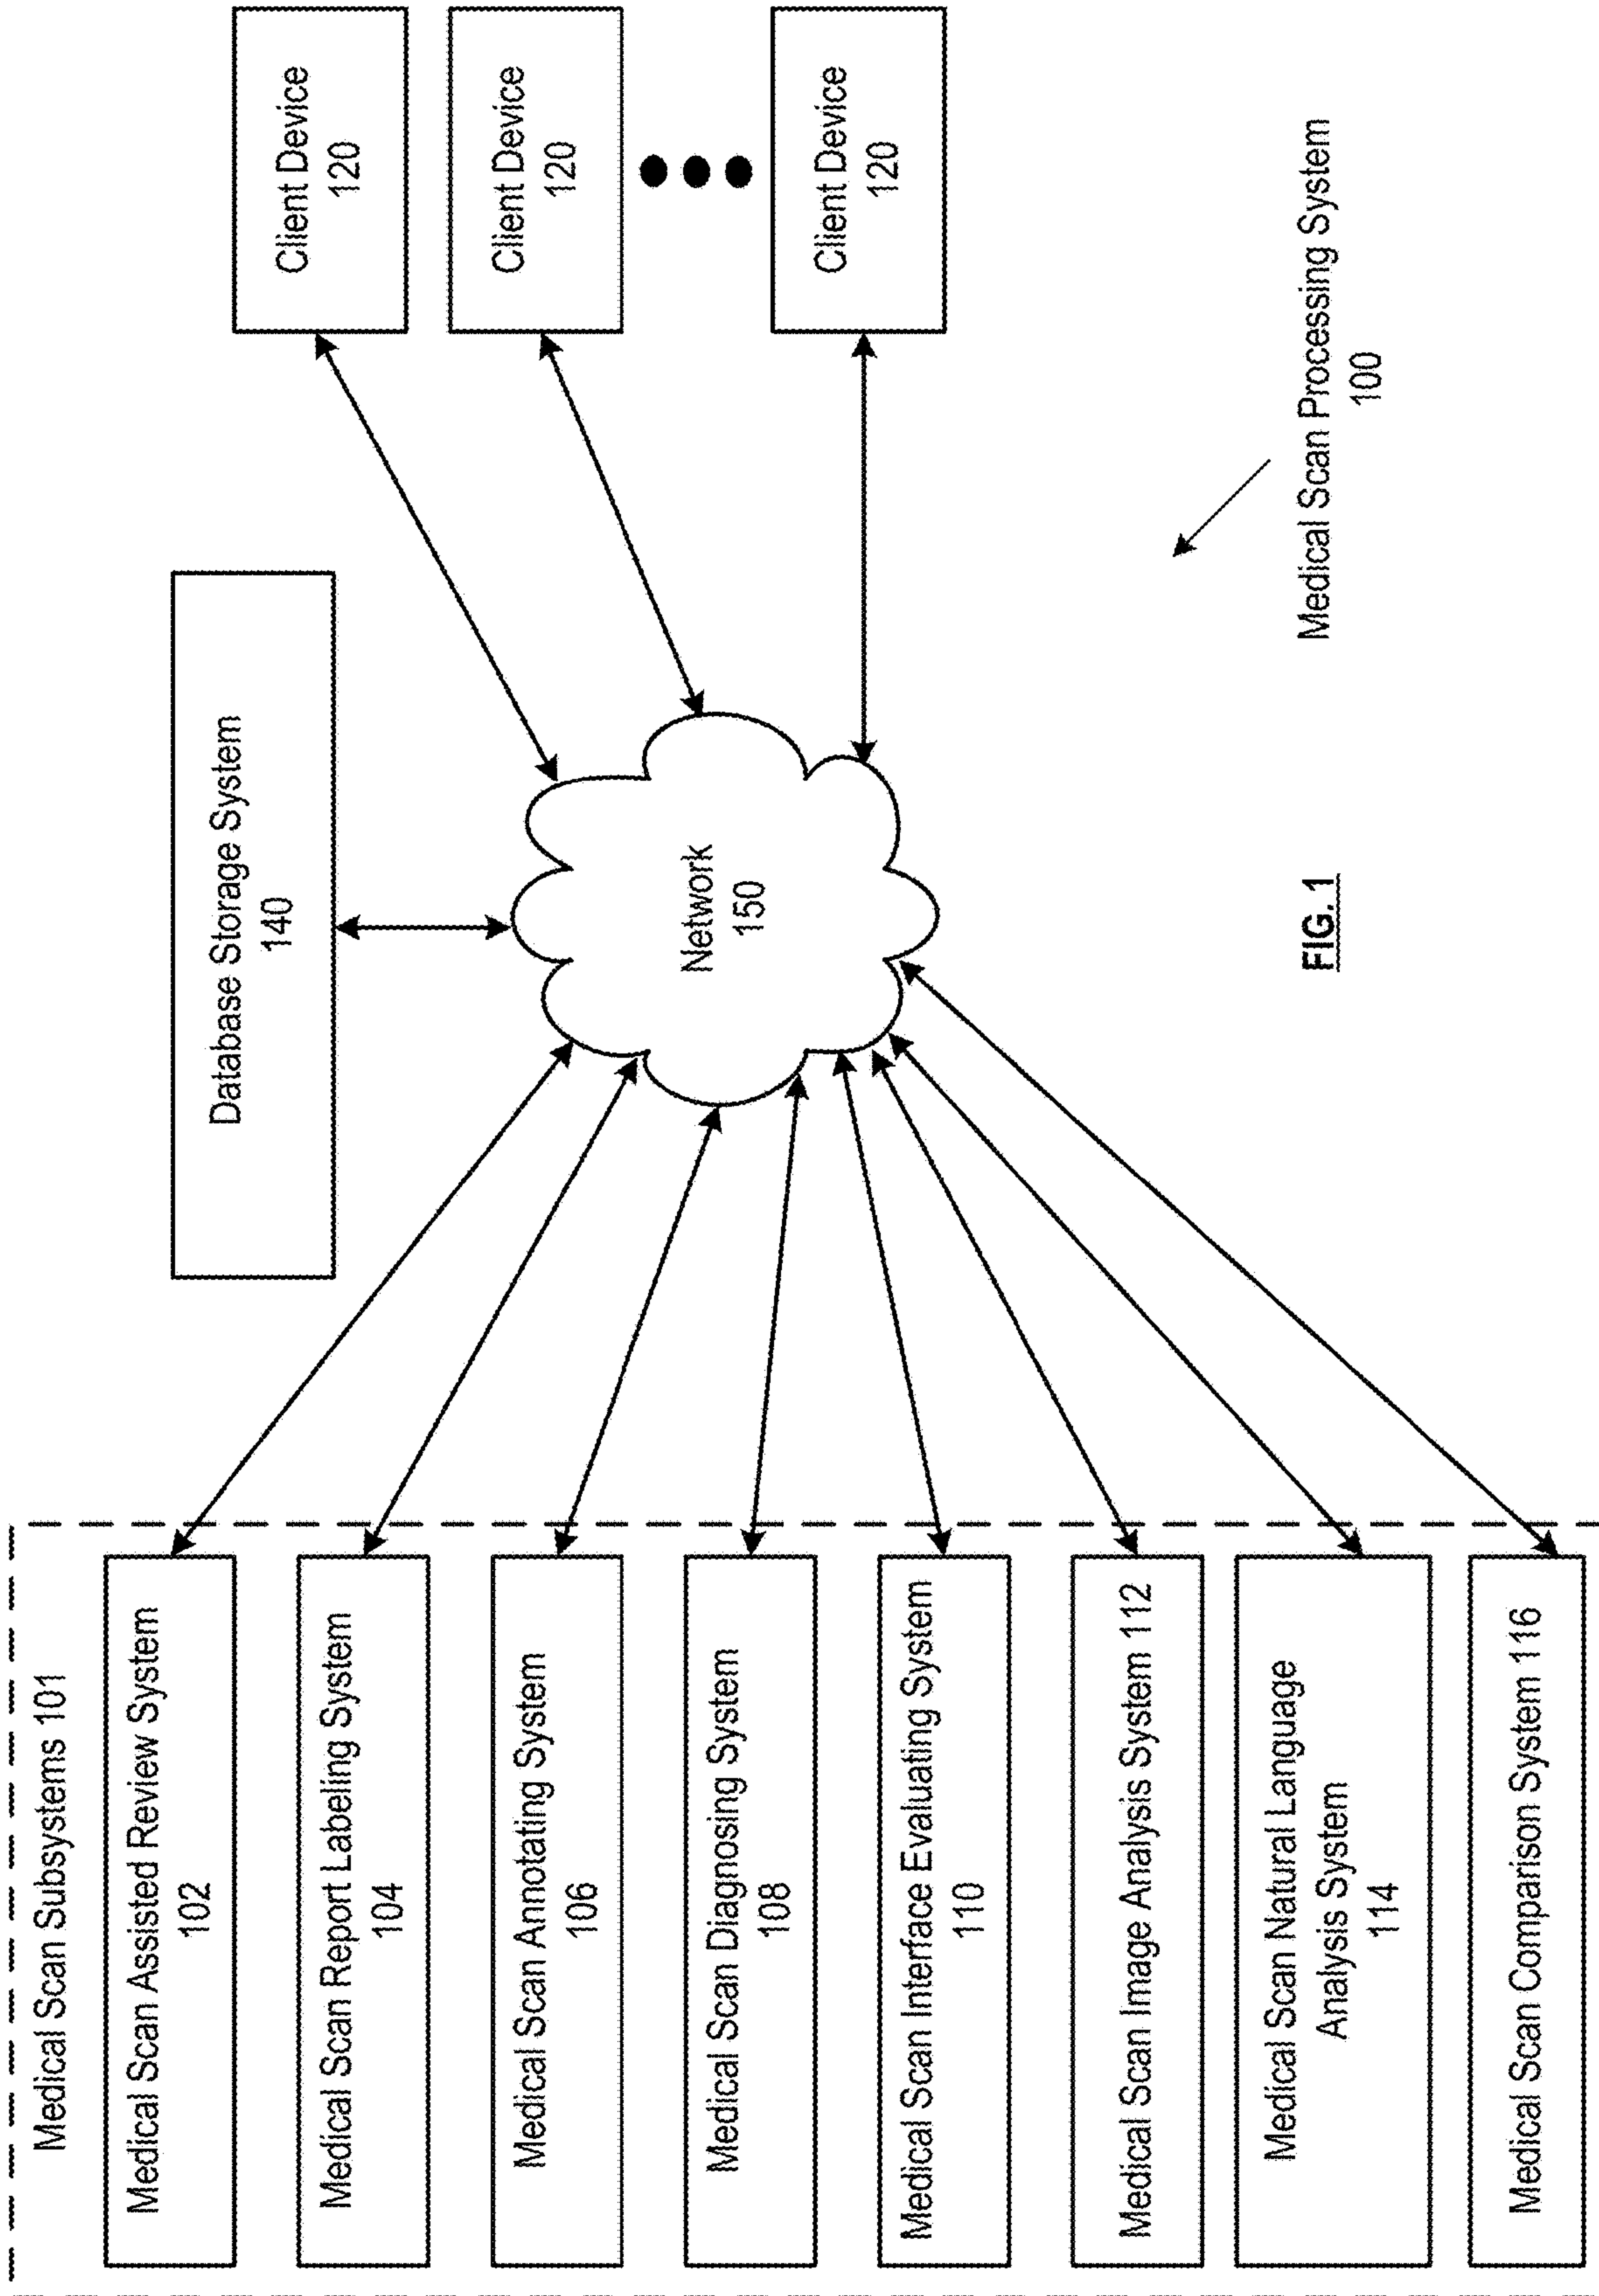 Medical Scan Subsystems 101
Medical Scan Assisted Review System
102
Medical Scan Report Labeling System
104
Medical Scan Annotating System
106
Medical Scan Diagnosing System
108
Medical Scan Interface Evaluating System
110
Medical Scan Image Analysis System 112
Medical Scan Natural Language
Analysis System
114
Medical Scan Comparison System 116
Database Storage System
140
Network
150
Client Device
120
Client Device
120
Client Device
120
Medical Scan Processing System
100
FIG. 1